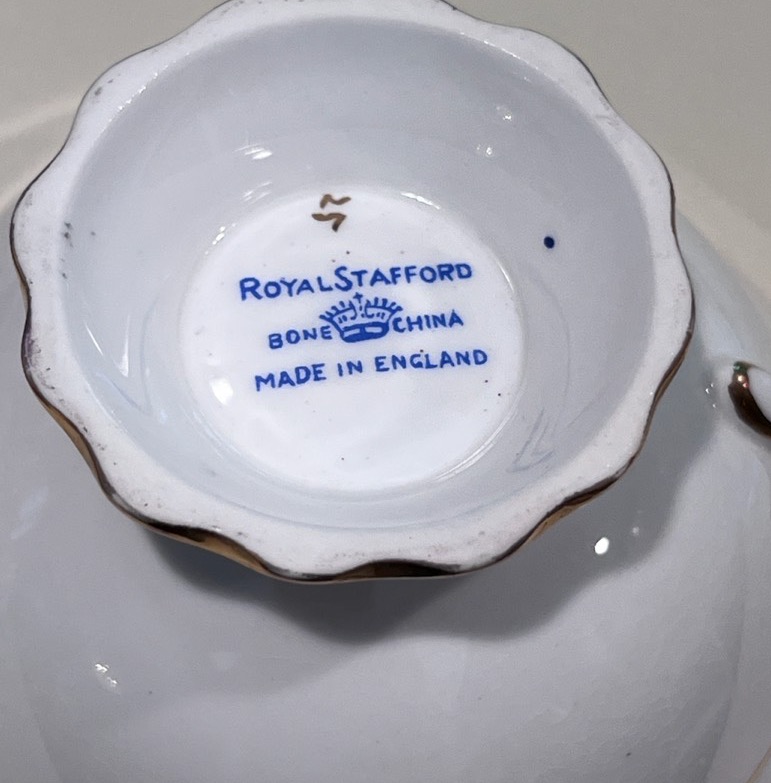 ROYAL STAFFORD
BONE CHINA
MADE IN ENGLAND